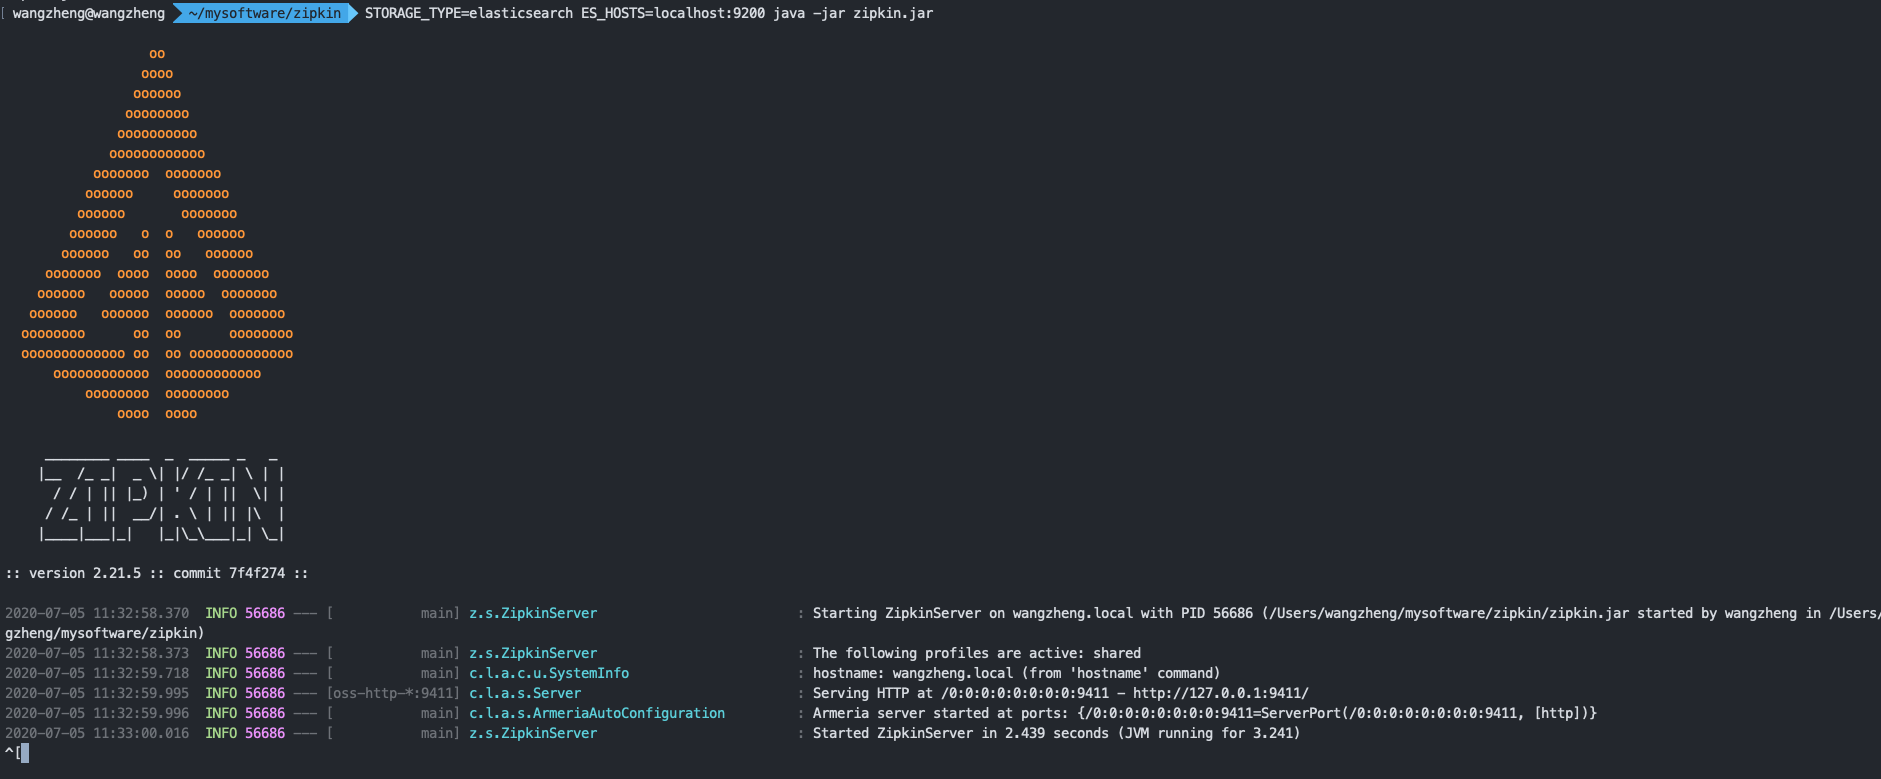 wangzheng@wangzheng ~/mysoftware/zipkin STORAGE_TYPE=elasticsearch ES_HOSTS=localhost:9200 java -jar zipkin.jar
                  oo
                 oooo
                oooooo
               oooooooo
              oooooooooo
             oooooooooooo
           ooooooo  ooooooo
          oooooo     ooooooo
         oooooo       ooooooo
        oooooo   o  o   oooooo
       oooooo   oo  oo   oooooo
     ooooooo  oooo  oooo  ooooooo
    oooooo   ooooo  ooooo  ooooooo
   oooooo   oooooo  oooooo  ooooooo
  oooooooo      oo  oo      oooooooo
  ooooooooooooo oo  oo ooooooooooooo
      oooooooooooo  oooooooooooo
          oooooooo  oooooooo
              oooo  oooo
     ________ ____  _  _____ _   _
    |__  /_ _|  _ \| |/ /_ _| \ | |
      / / | || |_) | ' / | ||  \| |
     / /_ | ||  __/| . \ | || |\  |
    |____|___|_|   |_|\_\___|_| \_|
:: version 2.21.5 :: commit 7f4f274 ::
2020-07-05 11:32:58.370  INFO 56686 --- [           main] z.s.ZipkinServer                         : Starting ZipkinServer on wangzheng.local with PID 56686 (/Users/wangzheng/mysoftware/zipkin/zipkin.jar started by wangzheng in /Users/
gzheng/mysoftware/zipkin)
2020-07-05 11:32:58.373  INFO 56686 --- [           main] z.s.ZipkinServer                         : The following profiles are active: shared
2020-07-05 11:32:59.718  INFO 56686 --- [           main] c.l.a.c.u.SystemInfo                     : hostname: wangzheng.local (from 'hostname' command)
2020-07-05 11:32:59.995  INFO 56686 --- [oss-http-*:9411] c.l.a.s.Server                           : Serving HTTP at /0:0:0:0:0:0:0:0:9411 - http://127.0.0.1:9411/
2020-07-05 11:32:59.996  INFO 56686 --- [           main] c.l.a.s.ArmeriaAutoConfiguration         : Armeria server started at ports: {/0:0:0:0:0:0:0:0:9411=ServerPort(/0:0:0:0:0:0:0:0:9411, [http])}
2020-07-05 11:33:00.016  INFO 56686 --- [           main] z.s.ZipkinServer                         : Started ZipkinServer in 2.439 seconds (JVM running for 3.241)
^[